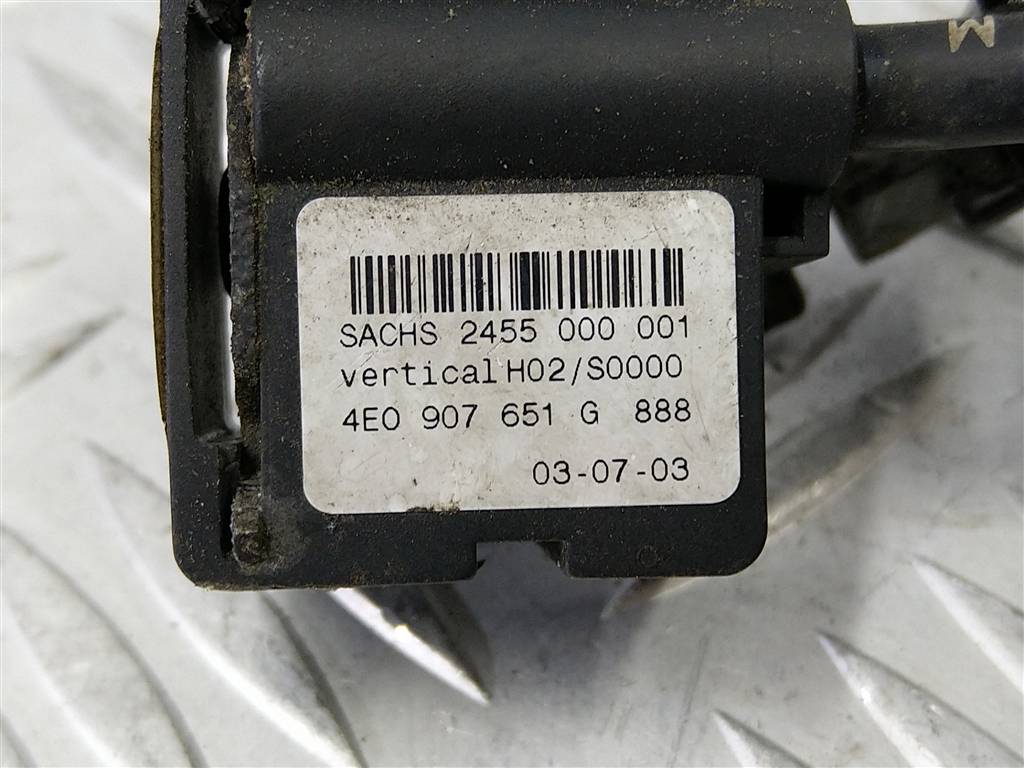 M
SACHS 2455 000 001
vertical H02/S0000
4E0 907 651 G 888
03-07-03